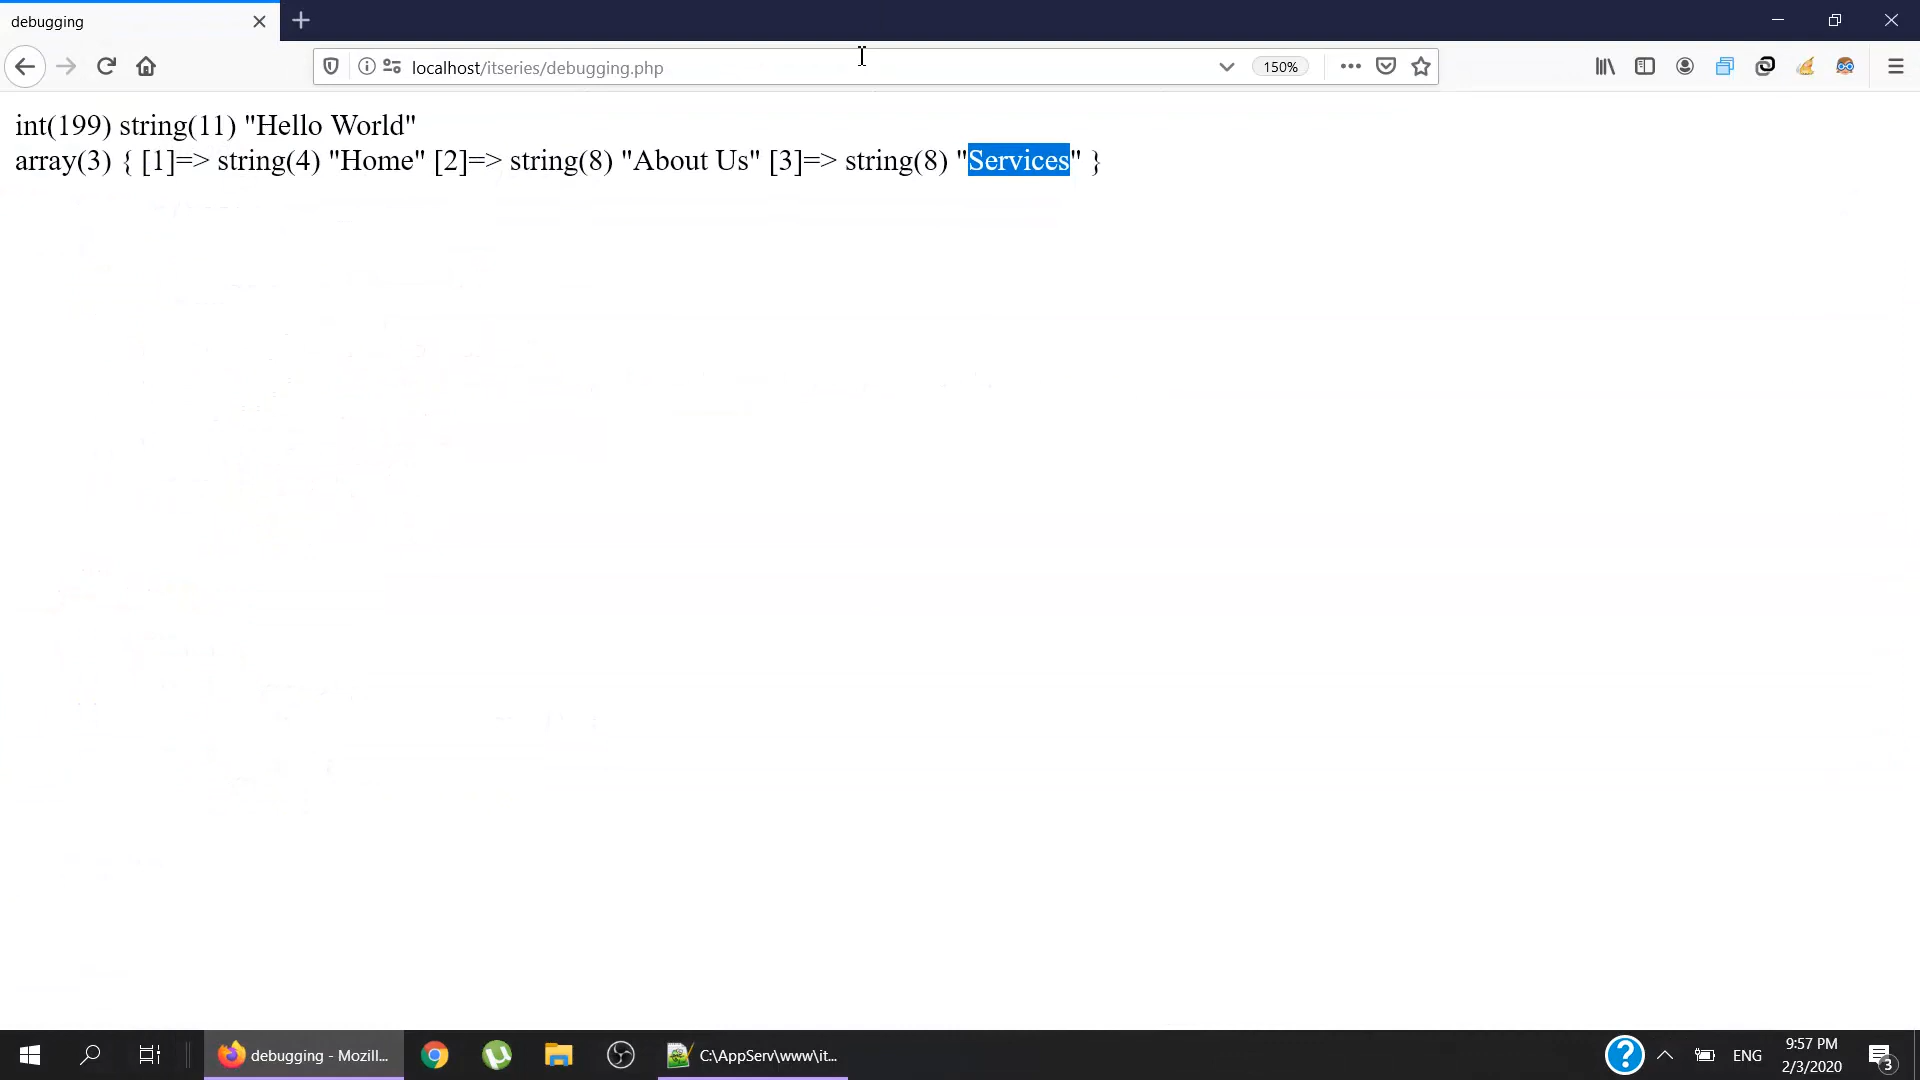 debugging
localhost/itseries/debugging.php
150%
int(199) string(11) "Hello World"
array(3) { [1]=> string(4) "Home" [2]=> string(8) "About Us" [3]=> string(8) "Services" }
debugging - Mozill...
C:\AppServ\www\it...
ENG
9:57 PM
2/3/2020
3